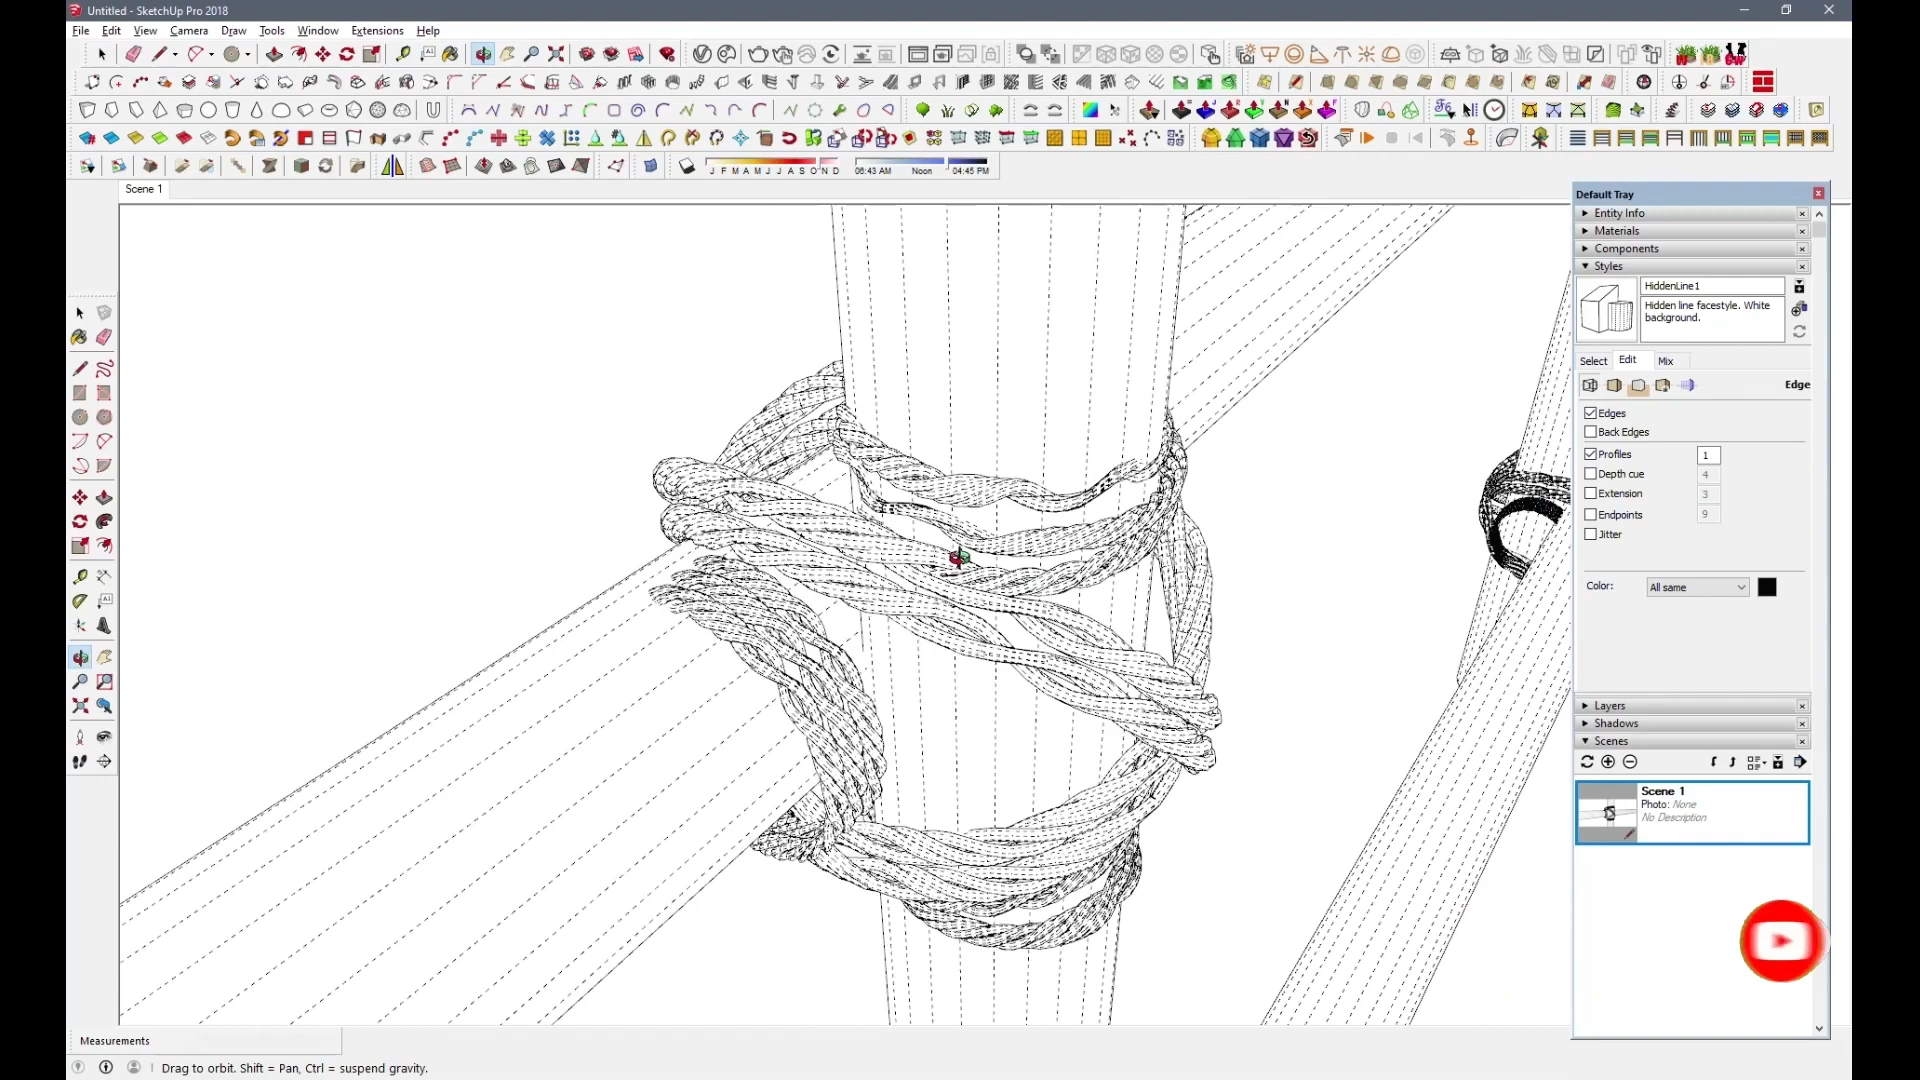 Untitled - SketchUp Pro 2018
File Edit View Camera Draw Tools Window Extensions Help
J F M A M J J A S O N D 06:43 AM Noon 04:45 PM
Scene 1
Default Tray
Entity Info
Materials
Components
Styles
HiddenLine1
Hidden line facestyle. White
background.
Select Edit Mix
Edge
Edges
Back Edges
Profiles 1
Depth cue 4
Extension 3
Endpoints 9
Jitter
Color: All same
Layers
Shadows
Scenes
Scene 1
Photo: None
No Description
Measurements
Drag to orbit. Shift = Pan, Ctrl = suspend gravity.